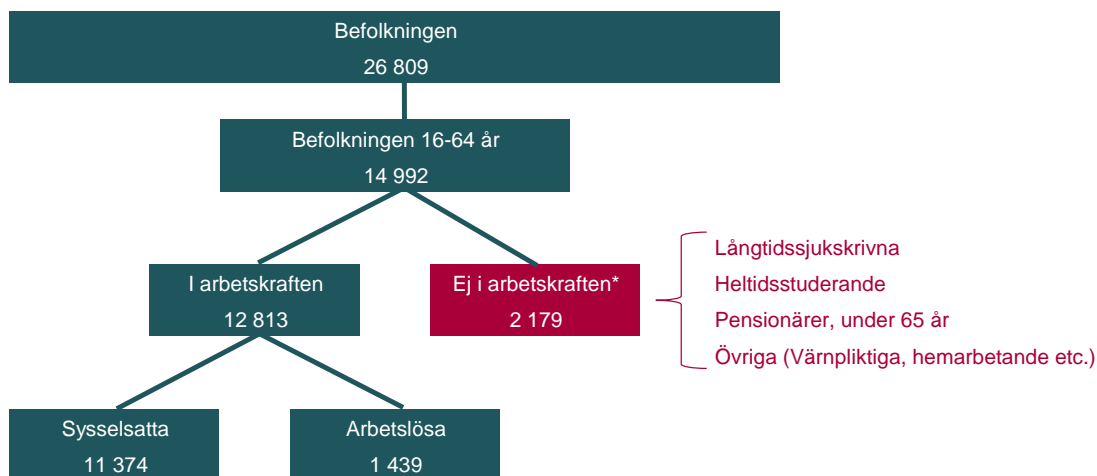 Befolkningen
26 809
Befolkningen 16-64 år
14 992
I arbetskraften
12 813
Ej i arbetskraften*
2 179
Långtidssjukskrivna
Heltidsstuderande
Pensionärer, under 65 år
Övriga (Värnpliktiga, hemarbetande etc.)
Sysselsatta
11 374
Arbetslösa
1 439